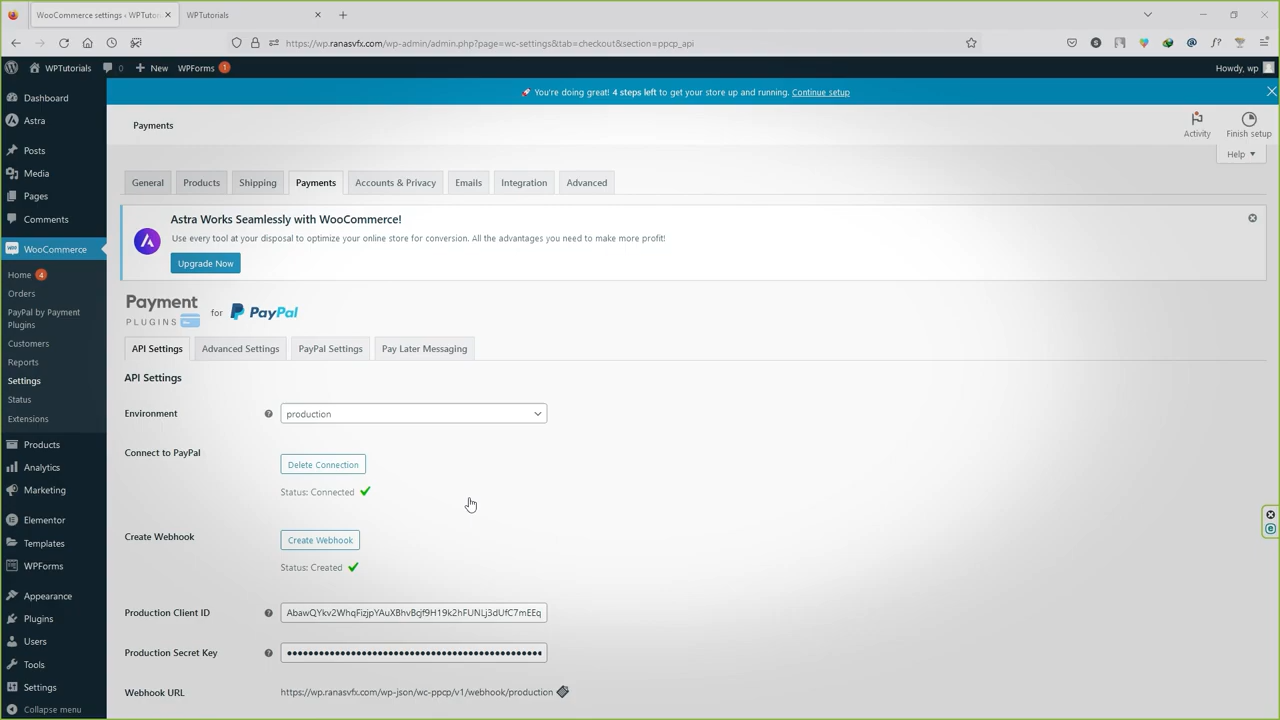 WooCommerce settings ‹ WPTutor
WPTutorials
https://wp.ranasvfx.com/wp-admin/admin.php?page=wc-settings&tab=checkout&section=ppcp_api
WPTutorials
0
New
WPForms 1
Howdy, wp
Dashboard
Astra
Posts
Media
Pages
Comments
WooCommerce
Home 4
Orders
PayPal by Payment
Plugins
Customers
Reports
Settings
Status
Extensions
Products
Analytics
Marketing
Elementor
Templates
WPForms
Appearance
Plugins
Users
Tools
Settings
Collapse menu
🚀 You're doing great! 4 steps left to get your store up and running. Continue setup
Payments
Activity
Finish setup
Help
General
Products
Shipping
Payments
Accounts & Privacy
Emails
Integration
Advanced
Astra Works Seamlessly with WooCommerce!
Use every tool at your disposal to optimize your online store for conversion. All the advantages you need to make more profit!
Upgrade Now
Payment
PLUGINS
for
PayPal
API Settings
Advanced Settings
PayPal Settings
Pay Later Messaging
API Settings
Environment
production
Connect to PayPal
Delete Connection
Status: Connected
Create Webhook
Create Webhook
Status: Created
Production Client ID
AbawQYkv2WhqFizjpYAuXBhvBqjf9H19k2hFUNLj3dUfC7mEEq
Production Secret Key
Webhook URL
https://wp.ranasvfx.com/wp-json/wc-ppcp/v1/webhook/production